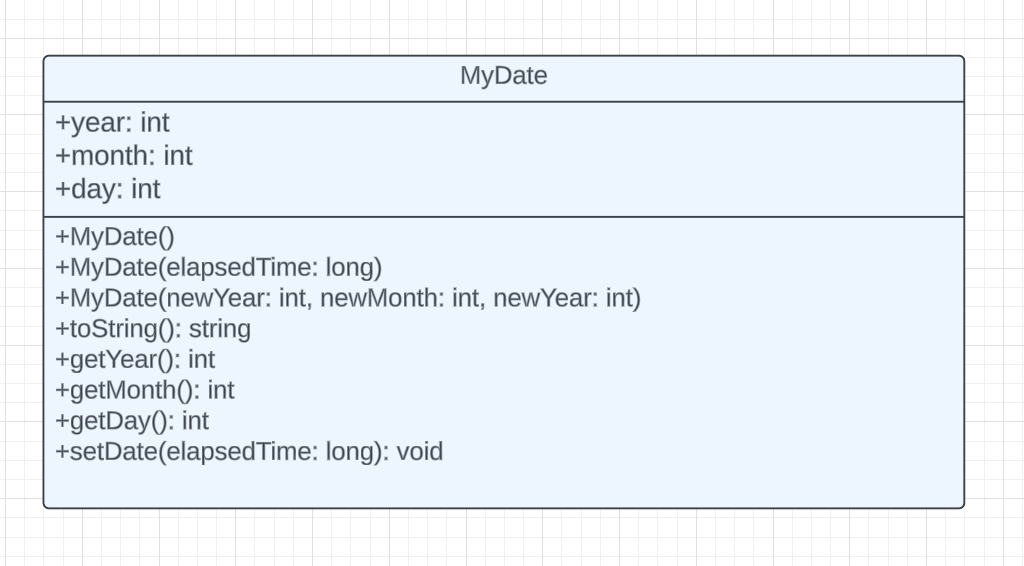 MyDate
+year: int
+month: int
+day: int
+MyDate()
+MyDate(elapsedTime: long)
+MyDate(newYear: int, newMonth: int, newYear: int)
+toString(): string
+getYear(): int
+getMonth(): int
+getDay(): int
+setDate(elapsedTime: long): void